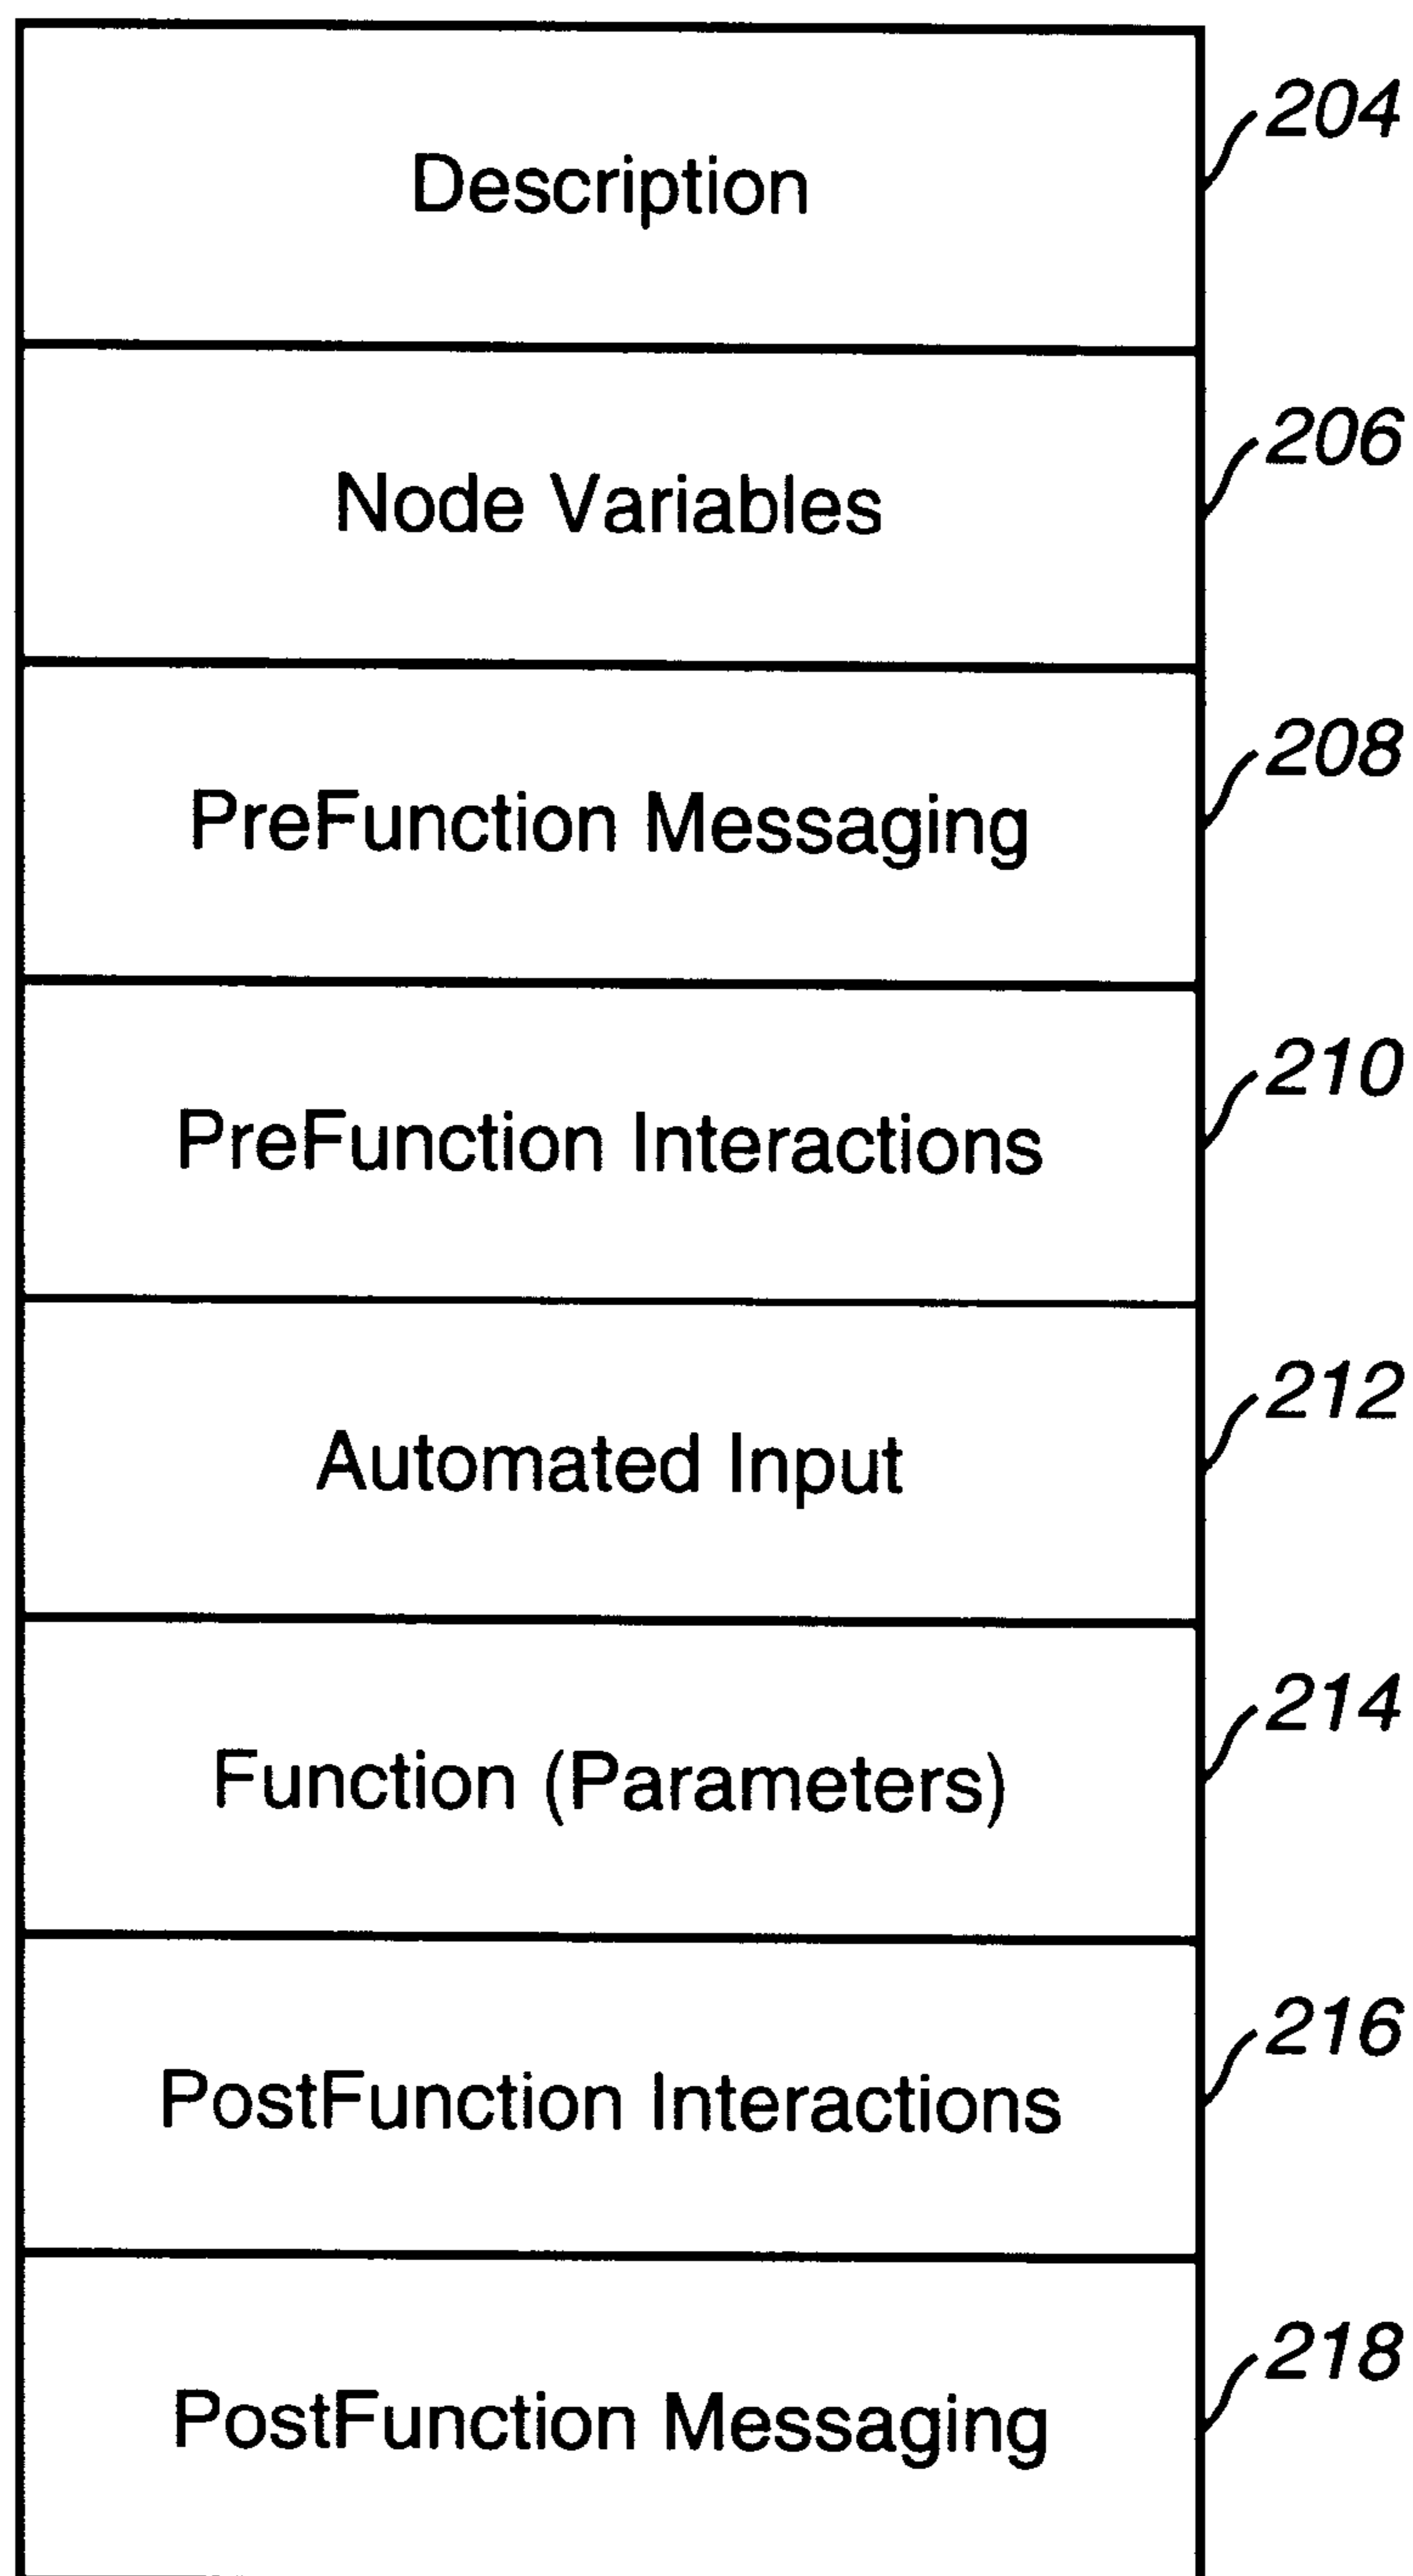 Description
204
Node Variables
206
PreFunction Messaging
208
PreFunction Interactions
210
Automated Input
212
Function (Parameters)
214
PostFunction Interactions
216
PostFunction Messaging
218